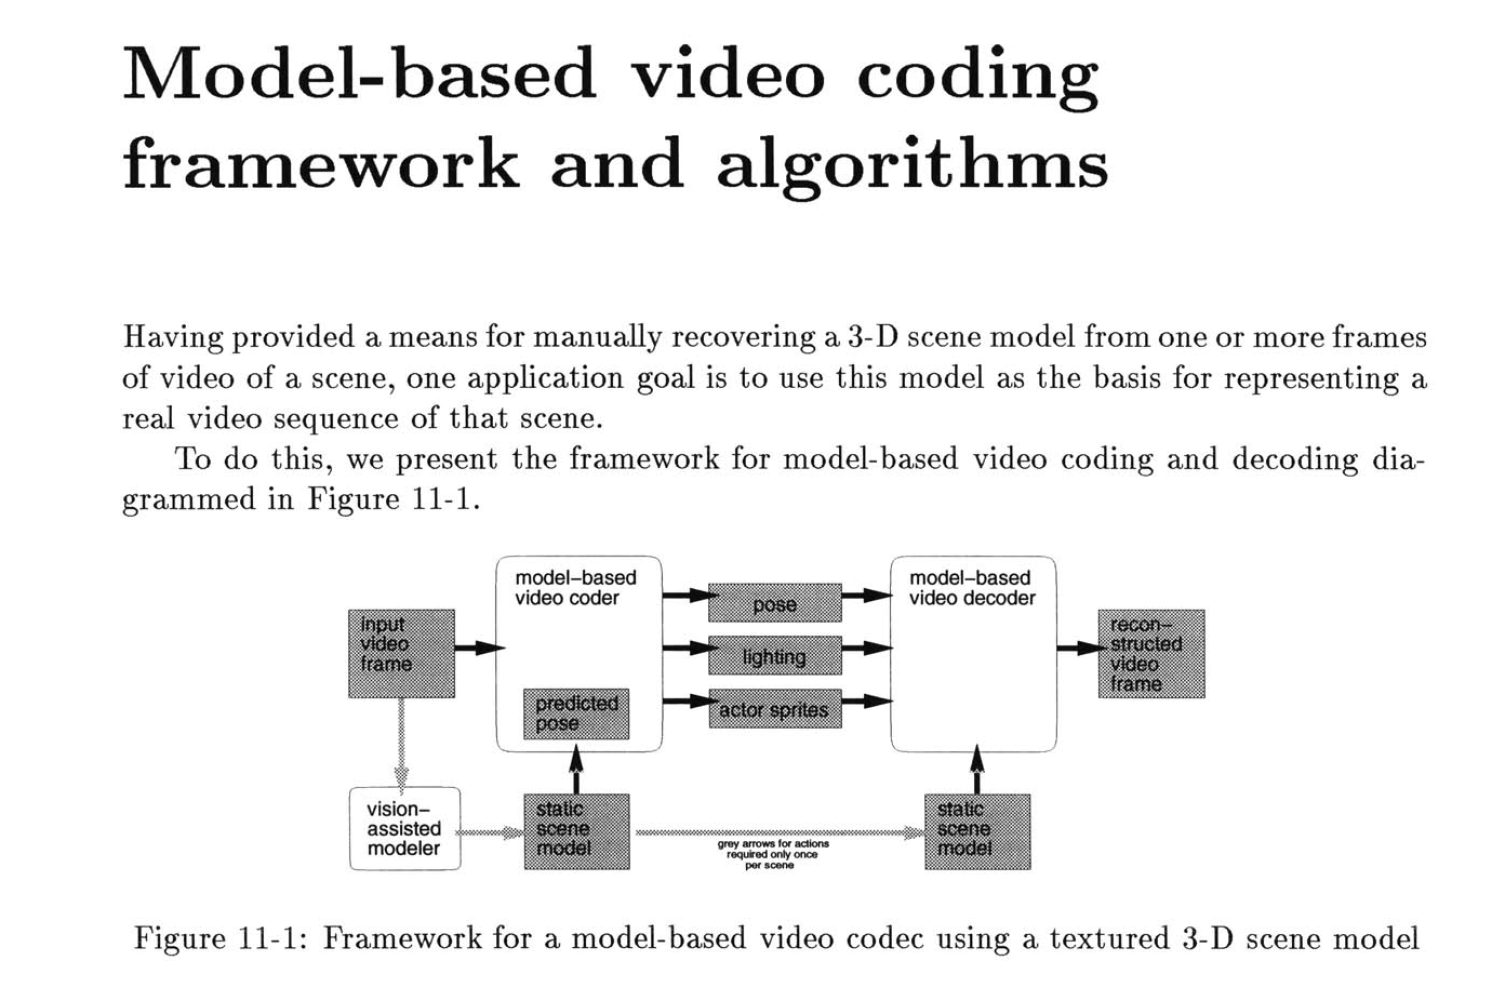 Model-based video coding
framework and algorithms
Having provided a means for manually recovering a 3-D scene model from one or more frames
of video of a scene, one application goal is to use this model as the basis for representing a
real video sequence of that scene.
To do this, we present the framework for model-based video coding and decoding dia-
grammed in Figure 11-1.
input
video
frame
model–based
video coder
predicted
pose
pose
lighting
actor sprites
model–based
video decoder
recon–
structed
video
frame
vision–
assisted
modeler
static
scene
model
grey arrows for actions
required only once
per scene
static
scene
model
Figure 11-1: Framework for a model-based video codec using a textured 3-D scene model